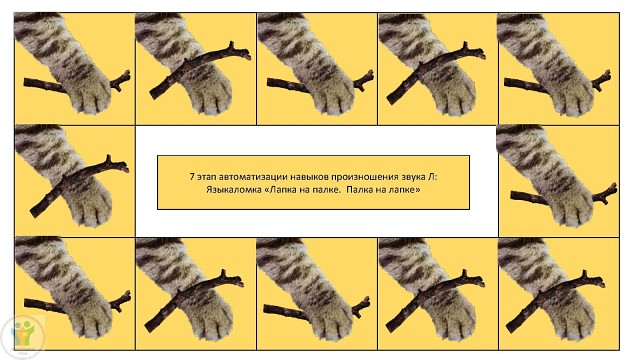 7 этап автоматизации навыков произношения звука Л:
Языкаломка «Лапка на палке.  Палка на лапке»